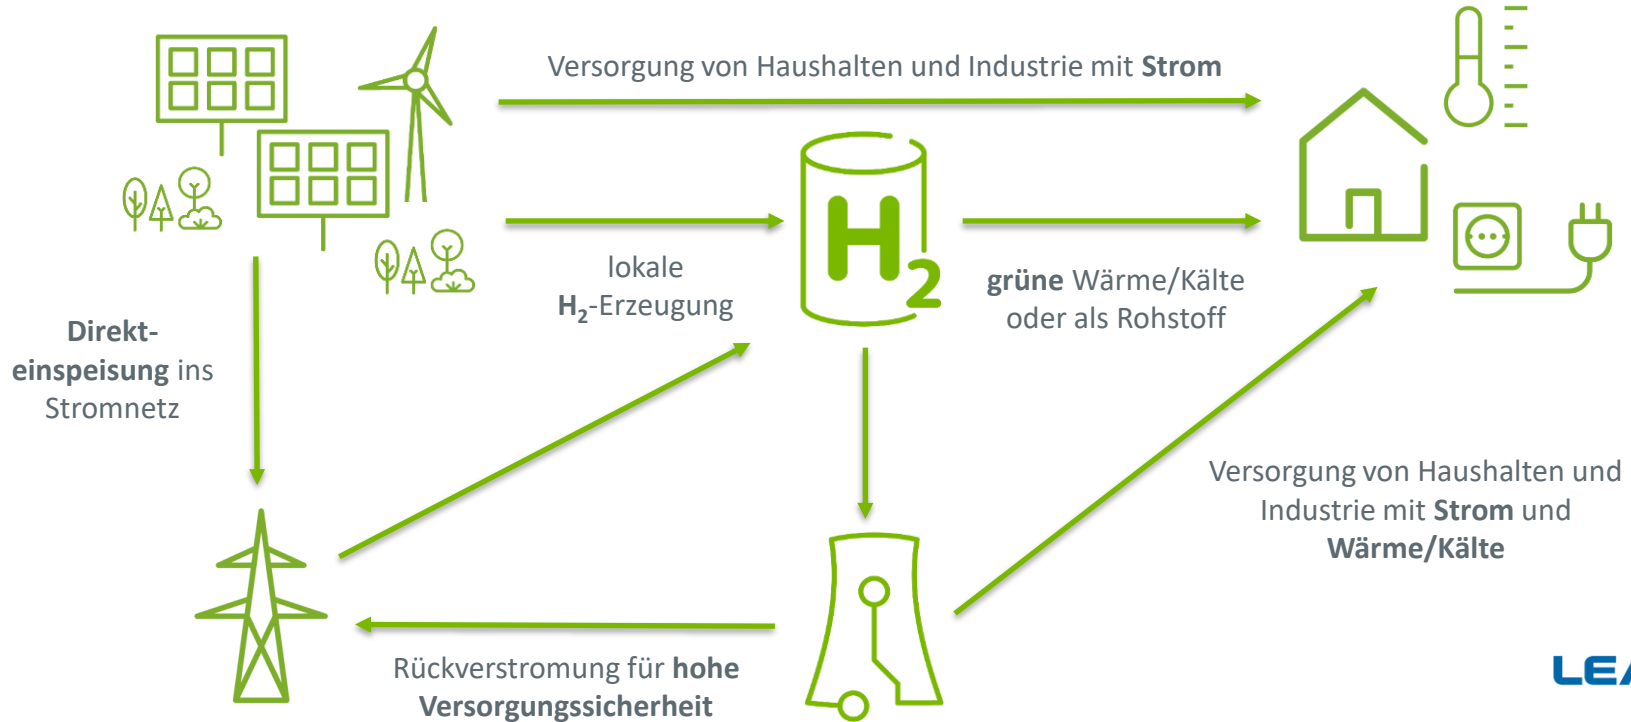 Versorgung von Haushalten und Industrie mit Strom
H2
lokale
H₂-Erzeugung
grüne Wärme/Kälte
oder als Rohstoff
Direkt-
einspeisung ins
Stromnetz
Versorgung von Haushalten und
Industrie mit Strom und
Wärme/Kälte
Rückverstromung für hohe
Versorgungssicherheit